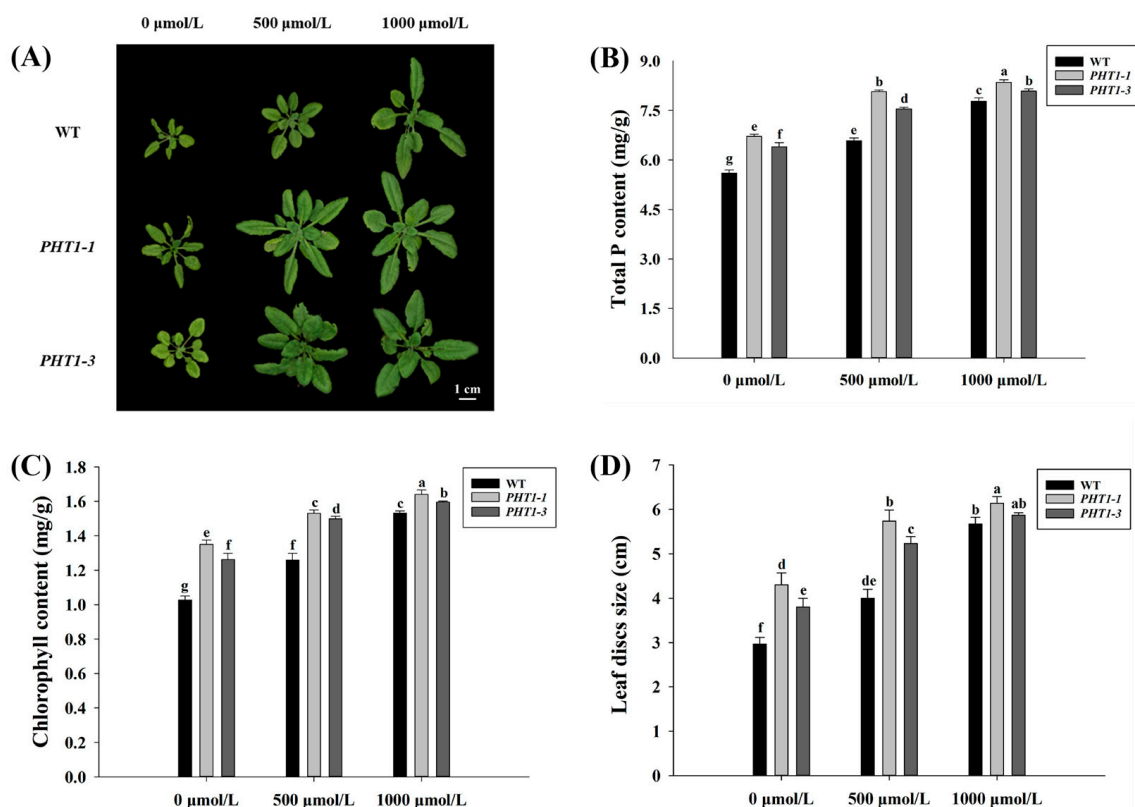 0 µmol/L 500 µmol/L 1000 µmol/L
(A)
WT
PHT1-1
PHT1-3
1 cm
(B)
WT
PHT1-1
PHT1-3
Total P content (mg/g)
9.0
7.5
6.0
4.5
3.0
1.5
0.0
g e f
e b d
c a b
0 µmol/L 500 µmol/L 1000 µmol/L
(C)
WT
PHT1-1
PHT1-3
Chlorophyll content (mg/g)
1.8
1.6
1.4
1.2
1.0
0.8
0.6
0.4
0.2
0.0
g e f
f c d
c a b
0 µmol/L 500 µmol/L 1000 µmol/L
(D)
WT
PHT1-1
PHT1-3
Leaf discs size (cm)
7
6
5
4
3
2
1
0
f d e
de b c
b a ab
0 µmol/L 500 µmol/L 1000 µmol/L